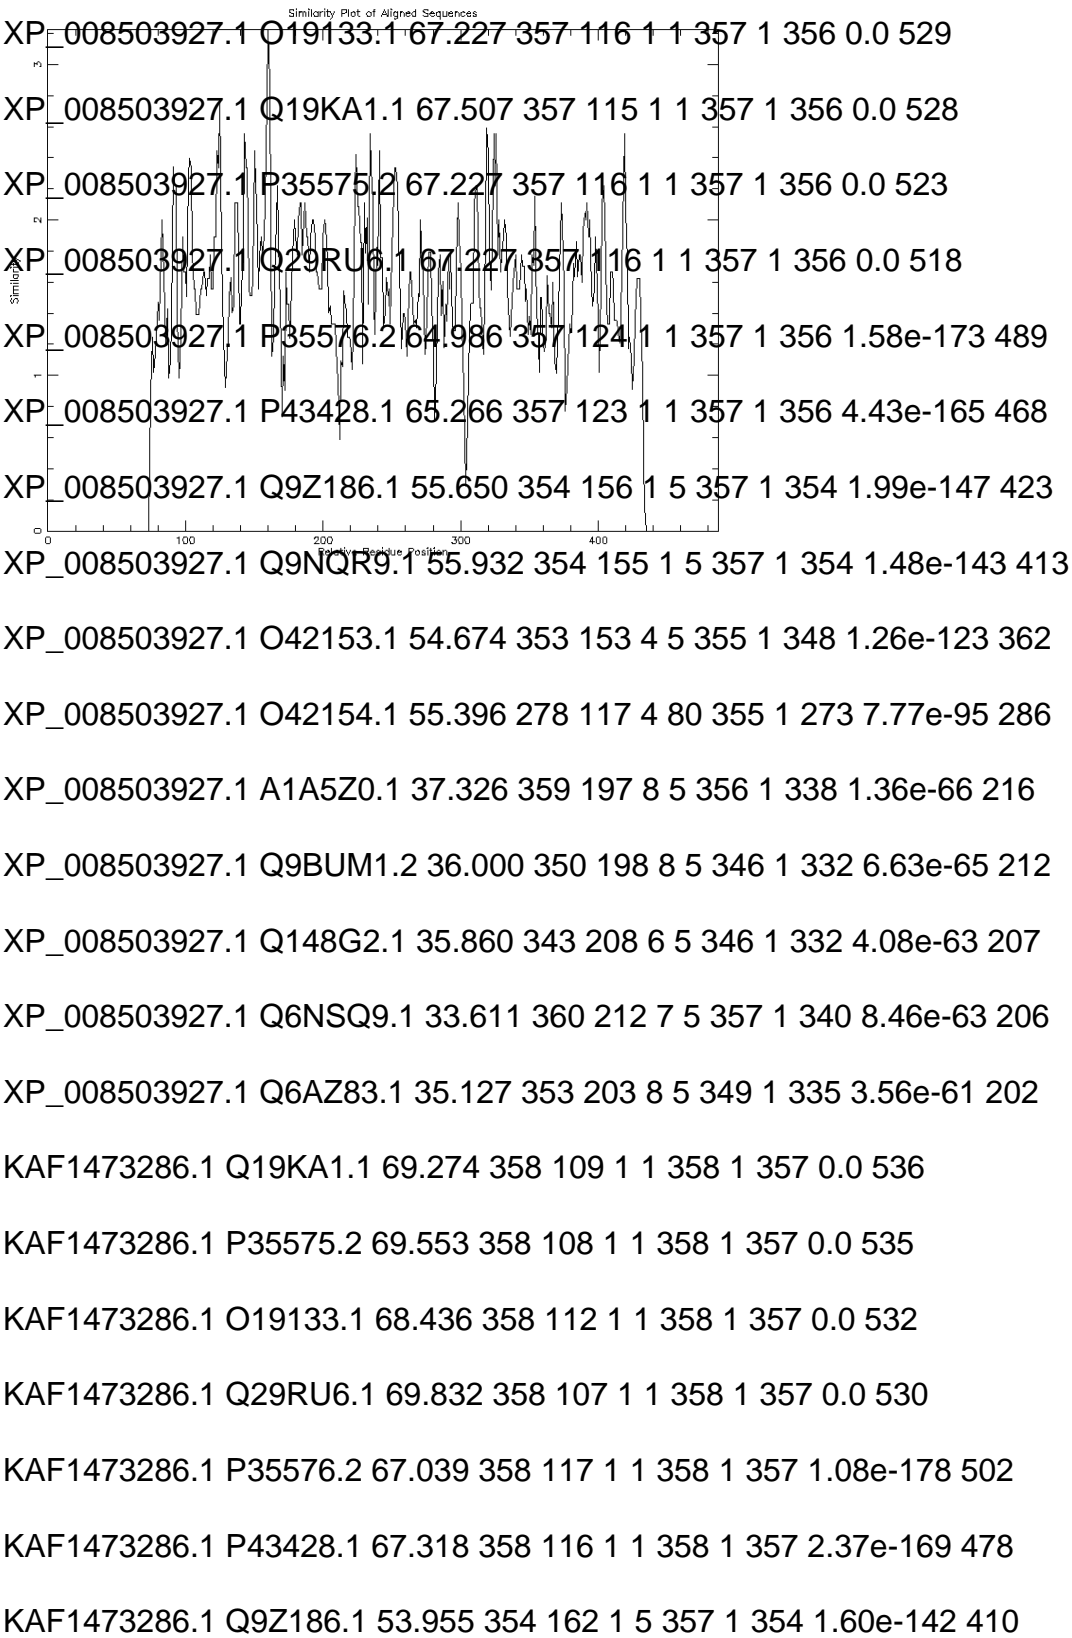 Similarity Plot of Aligned Sequences
XP_008503927.1 O19133.1 67.227 357 116 1 1 357 1 356 0.0 529
3
XP_008503927.1 Q19KA1.1 67.507 357 115 1 1 357 1 356 0.0 528
XP_008503927.1 P35575.2 67.227 357 116 1 1 357 1 356 0.0 523
2
XP_008503927.1 Q29RU6.1 67.227 357 116 1 1 357 1 356 0.0 518
Similarity
XP_008503927.1 P35576.2 64.986 357 124 1 1 357 1 356 1.58e-173 489
1
XP_008503927.1 P43428.1 65.266 357 123 1 1 357 1 356 4.43e-165 468
XP_008503927.1 Q9Z186.1 55.650 354 156 1 5 357 1 354 1.99e-147 423
0
0 100 200 300 400
Relative Residue Position
XP_008503927.1 Q9NQR9.1 55.932 354 155 1 5 357 1 354 1.48e-143 413
XP_008503927.1 O42153.1 54.674 353 153 4 5 355 1 348 1.26e-123 362
XP_008503927.1 O42154.1 55.396 278 117 4 80 355 1 273 7.77e-95 286
XP_008503927.1 A1A5Z0.1 37.326 359 197 8 5 356 1 338 1.36e-66 216
XP_008503927.1 Q9BUM1.2 36.000 350 198 8 5 346 1 332 6.63e-65 212
XP_008503927.1 Q148G2.1 35.860 343 208 6 5 346 1 332 4.08e-63 207
XP_008503927.1 Q6NSQ9.1 33.611 360 212 7 5 357 1 340 8.46e-63 206
XP_008503927.1 Q6AZ83.1 35.127 353 203 8 5 349 1 335 3.56e-61 202
KAF1473286.1 Q19KA1.1 69.274 358 109 1 1 358 1 357 0.0 536
KAF1473286.1 P35575.2 69.553 358 108 1 1 358 1 357 0.0 535
KAF1473286.1 O19133.1 68.436 358 112 1 1 358 1 357 0.0 532
KAF1473286.1 Q29RU6.1 69.832 358 107 1 1 358 1 357 0.0 530
KAF1473286.1 P35576.2 67.039 358 117 1 1 358 1 357 1.08e-178 502
KAF1473286.1 P43428.1 67.318 358 116 1 1 358 1 357 2.37e-169 478
KAF1473286.1 Q9Z186.1 53.955 354 162 1 5 357 1 354 1.60e-142 410